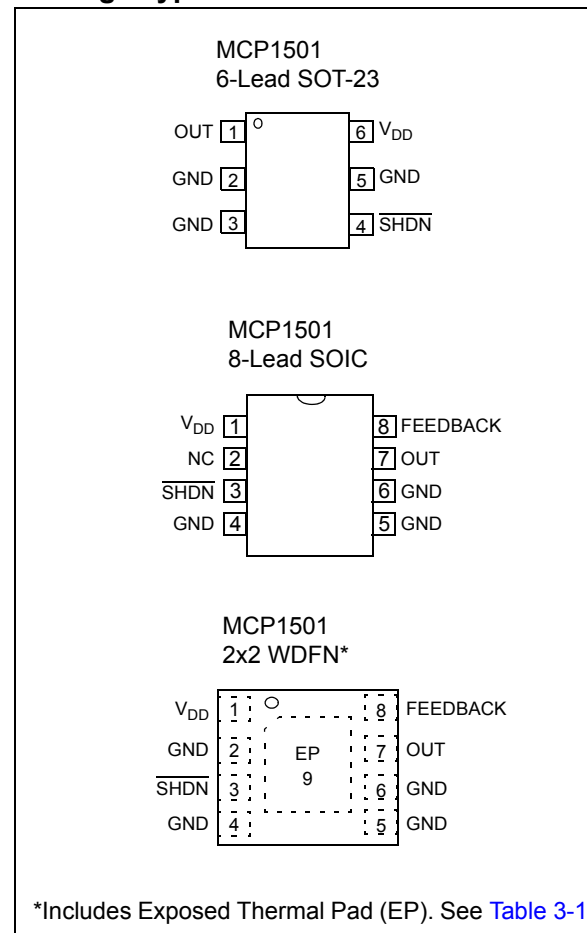 MCP1501
6-Lead SOT-23
OUT 1 6 VDD
GND 2 5 GND
GND 3 4 SHDN
MCP1501
8-Lead SOIC
VDD 1 8 FEEDBACK
NC 2 7 OUT
SHDN 3 6 GND
GND 4 5 GND
MCP1501
2x2 WDFN*
VDD 1 8 FEEDBACK
GND 2 EP 7 OUT
SHDN 3 9 6 GND
GND 4 5 GND
*Includes Exposed Thermal Pad (EP). See Table 3-1